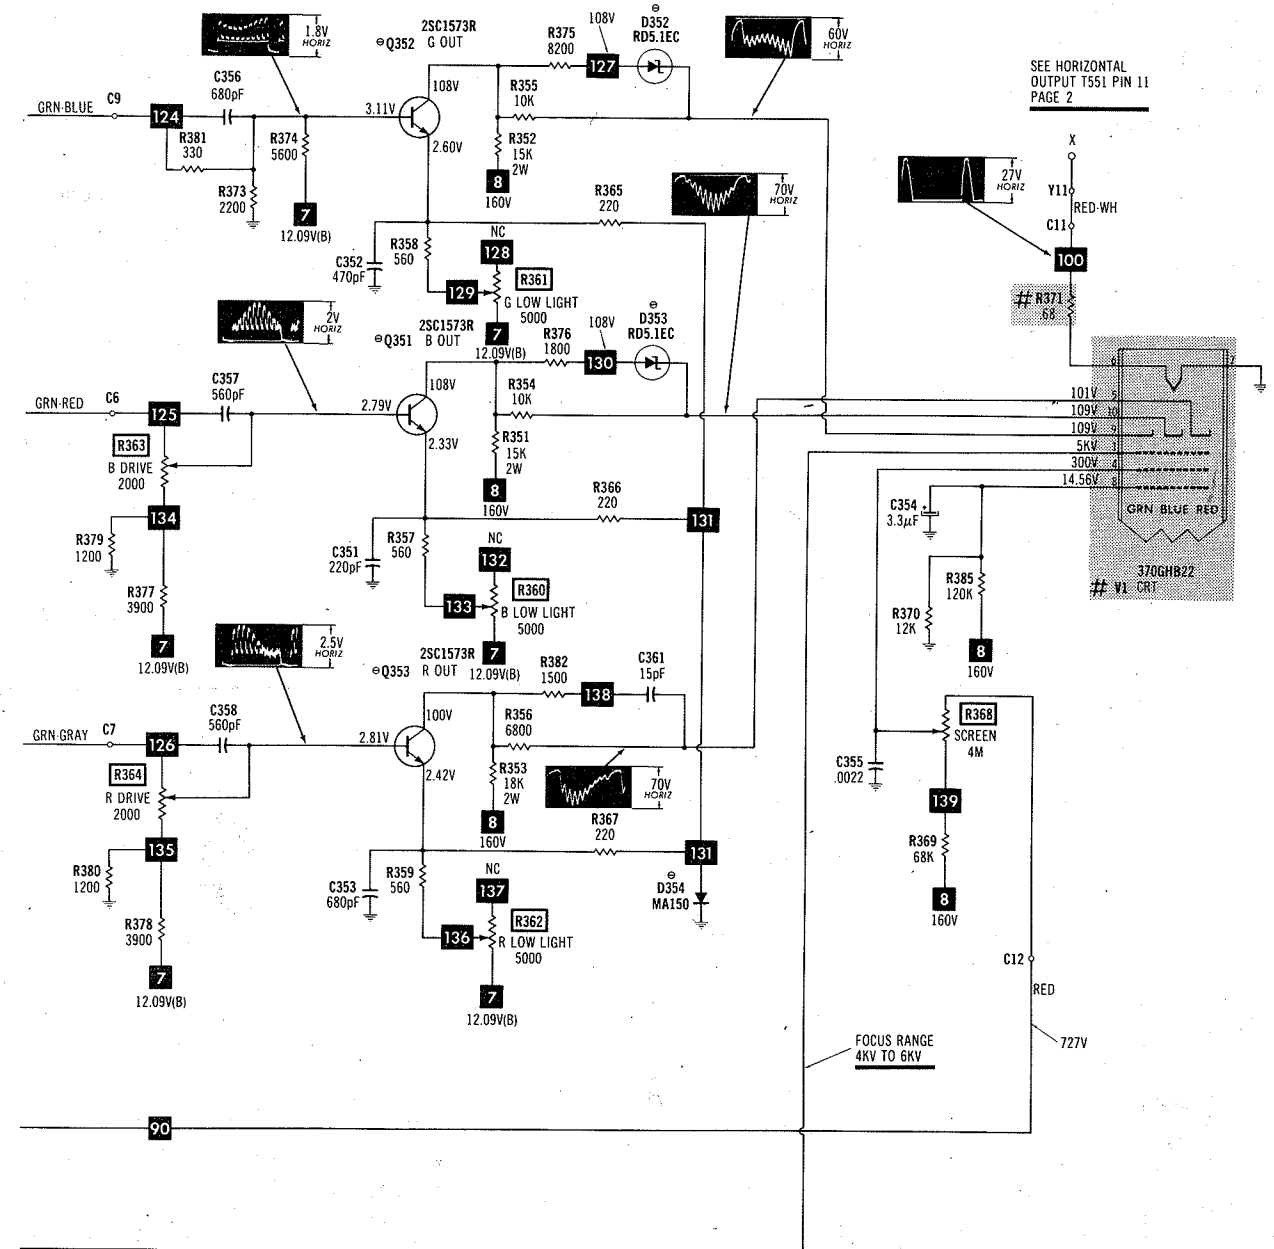 1.8V
HORIZ
⊖Q352
2SC1573R
G OUT
R375
8200
108V
127
D352
RD5.1EC
60V
HORIZ
SEE HORIZONTAL
OUTPUT T551 PIN 11
PAGE 2
GRN-BLUE
C9
124
C356
680pF
R381
330
R374
5600
R373
2200
7
12.09V(B)
3.11V
108V
2.60V
R355
10K
R352
15K
2W
8
160V
R365
220
70V
HORIZ
27V
HORIZ
X
Y11
RED-WH
C11
100
# R371
68
C352
470pF
R358
560
NC
128
129
R361
G LOW LIGHT
5000
7
12.09V(B)
2V
HORIZ
⊖Q351
2SC1573R
B OUT
R376
1800
108V
130
D353
RD5.1EC
GRN-RED
C6
125
C357
560pF
R363
B DRIVE
2000
134
R379
1200
R377
3900
7
12.09V(B)
2.79V
108V
2.33V
R354
10K
R351
15K
2W
8
160V
R366
220
131
C351
220pF
R357
560
NC
132
133
R360
B LOW LIGHT
5000
7
12.09V(B)
6
7
101V
5
109V
10
109V
9
5KV
1
300V
4
14.56V
8
GRN BLUE RED
370GHB22
# V1 CRT
C354
+
3.3µF
R385
120K
R370
12K
8
160V
2.5V
HORIZ
⊖Q353
2SC1573R
R OUT
R382
1500
138
C361
15pF
GRN-GRAY
C7
126
C358
560pF
R364
R DRIVE
2000
135
R380
1200
R378
3900
7
12.09V(B)
2.81V
100V
2.42V
R356
6800
R353
18K
2W
8
160V
70V
HORIZ
R367
220
131
⊖
D354
MA150
C353
680pF
R359
560
NC
137
136
R362
R LOW LIGHT
5000
7
12.09V(B)
R368
SCREEN
4M
C355
.0022
139
R369
68K
8
160V
C12
RED
727V
FOCUS RANGE
4KV TO 6KV
90